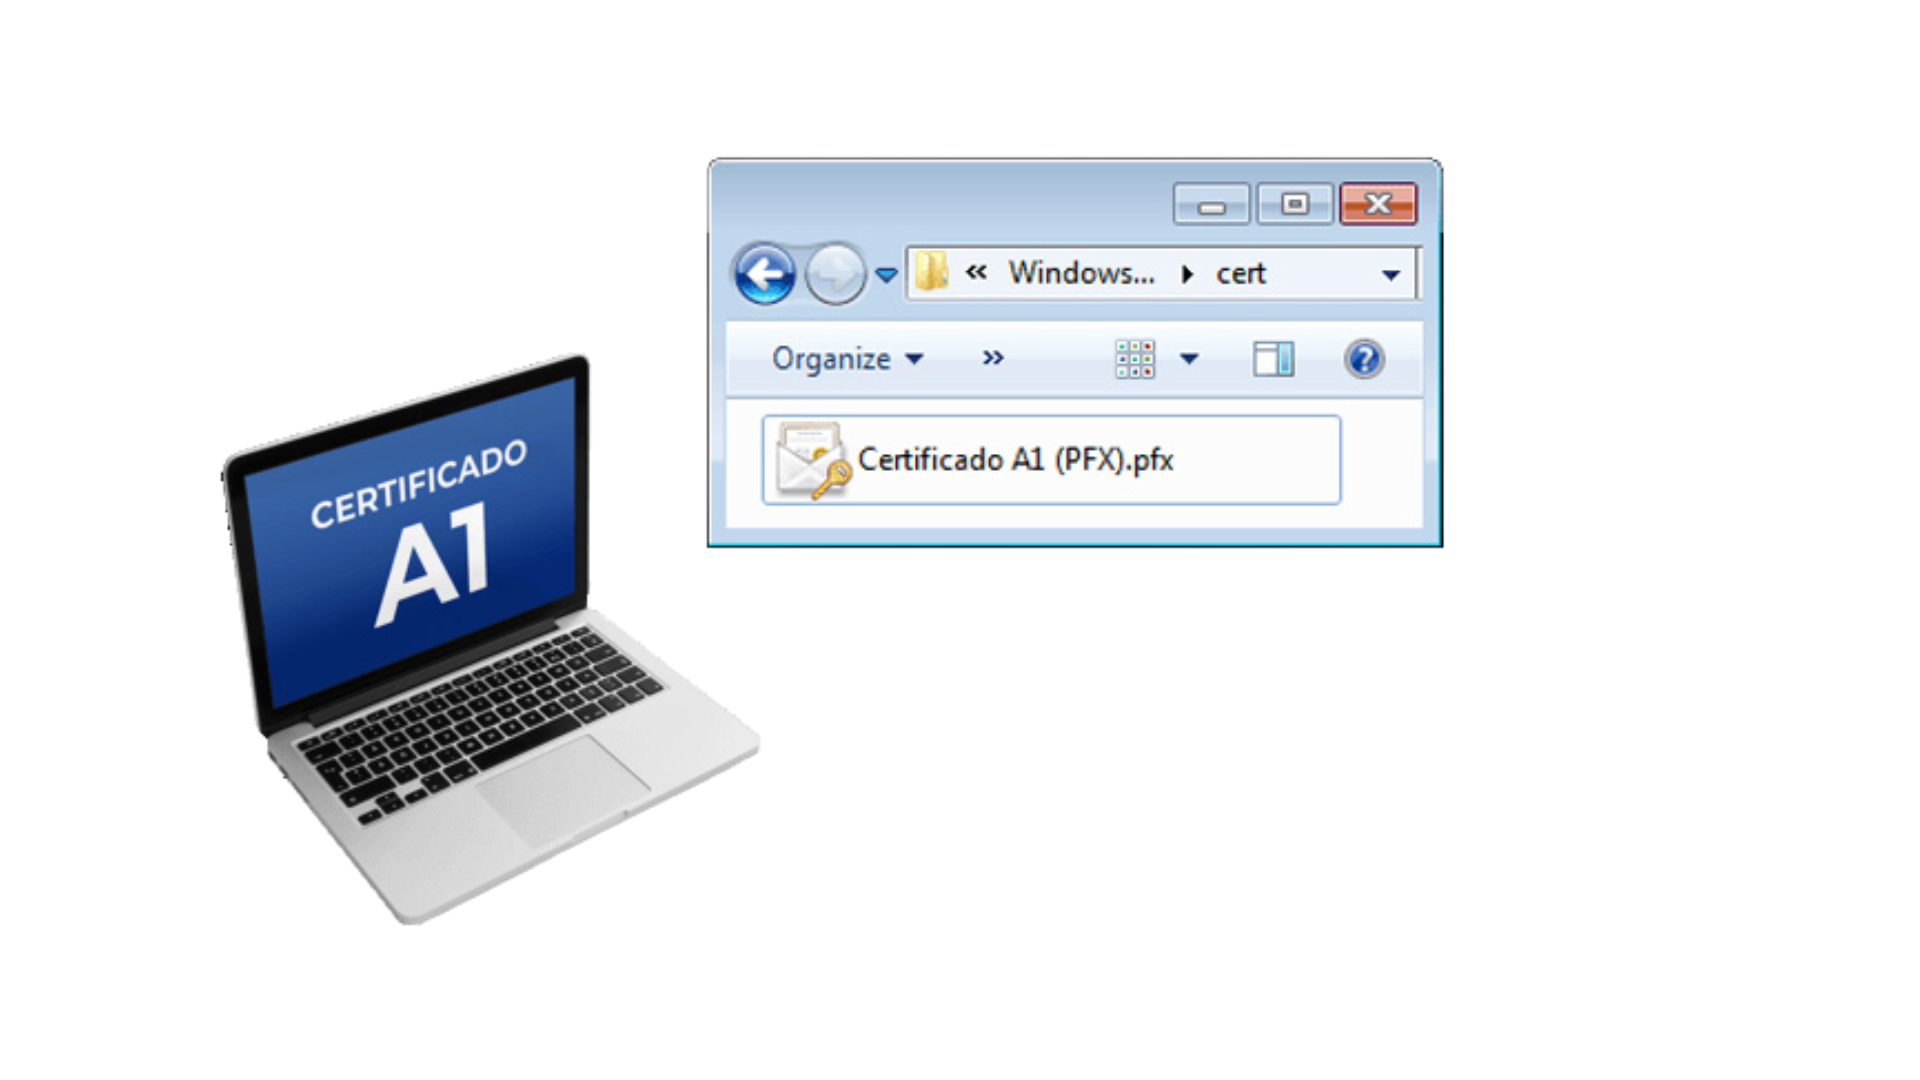 CERTIFICADO
A1
« Windows... cert
Organize »
Certificado A1 (PFX).pfx